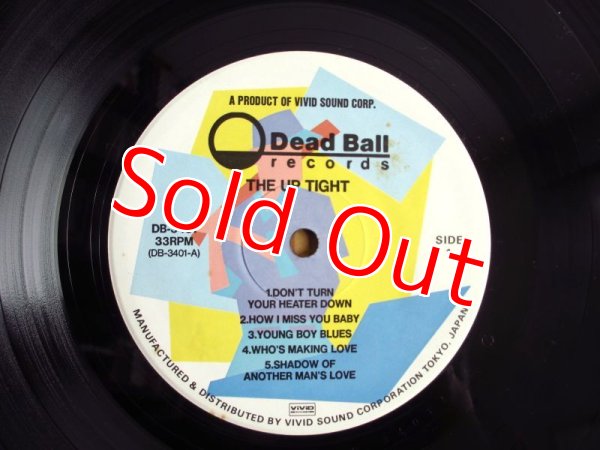 A PRODUCT OF VIVID SOUND CORP.
Dead Ball
records
THE UP TIGHT
33RPM
(DB-3401-A)
SIDE
Sold Out
1.DON'T TURN
YOUR HEATER DOWN
2.HOW I MISS YOU BABY
3.YOUNG BOY BLUES
4.WHO'S MAKING LOVE
5.SHADOW OF
ANOTHER MAN'S LOVE
VIVID
MANUFACTURED & DISTRIBUTED BY VIVID SOUND CORPORATION TOKYO, JAPAN